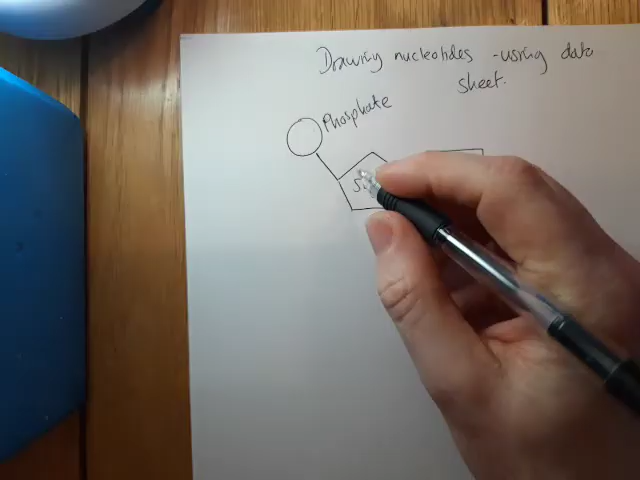 Drawing nucleotides - using data
sheet.
Phosphate